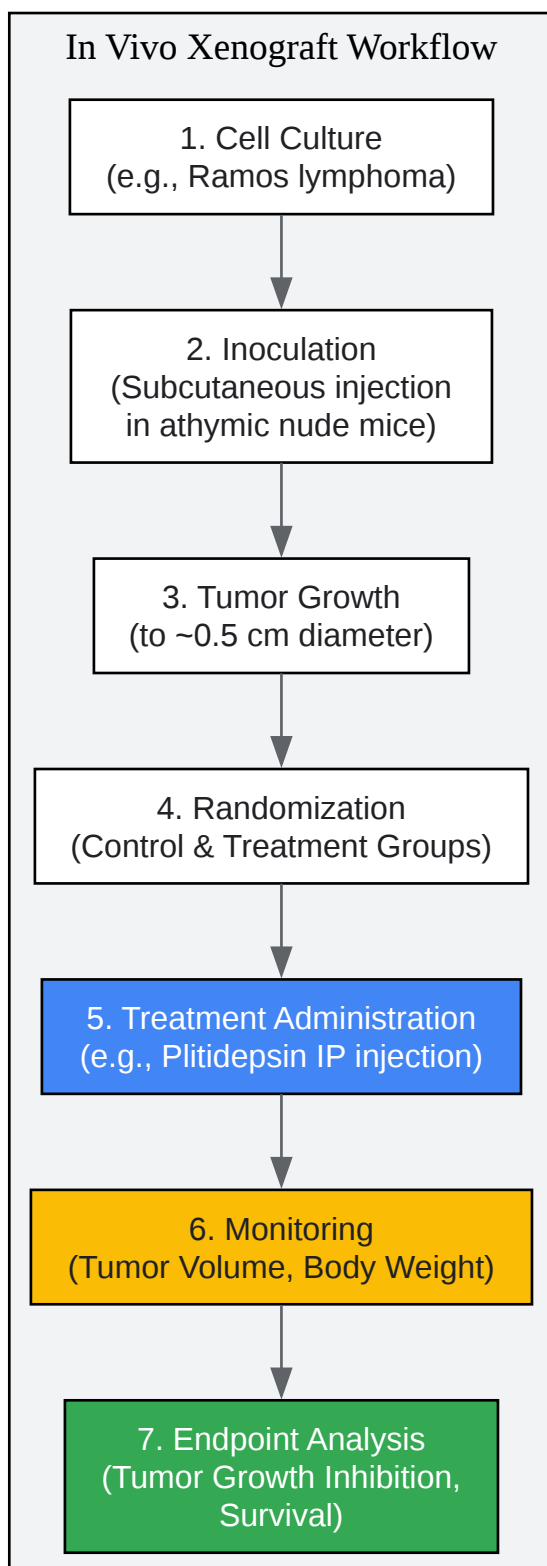 In Vivo Xenograft Workflow
1. Cell Culture
(e.g., Ramos lymphoma)
2. Inoculation
(Subcutaneous injection
in athymic nude mice)
3. Tumor Growth
(to ~0.5 cm diameter)
4. Randomization
(Control & Treatment Groups)
5. Treatment Administration
(e.g., Plitidepsin IP injection)
6. Monitoring
(Tumor Volume, Body Weight)
7. Endpoint Analysis
(Tumor Growth Inhibition,
Survival)